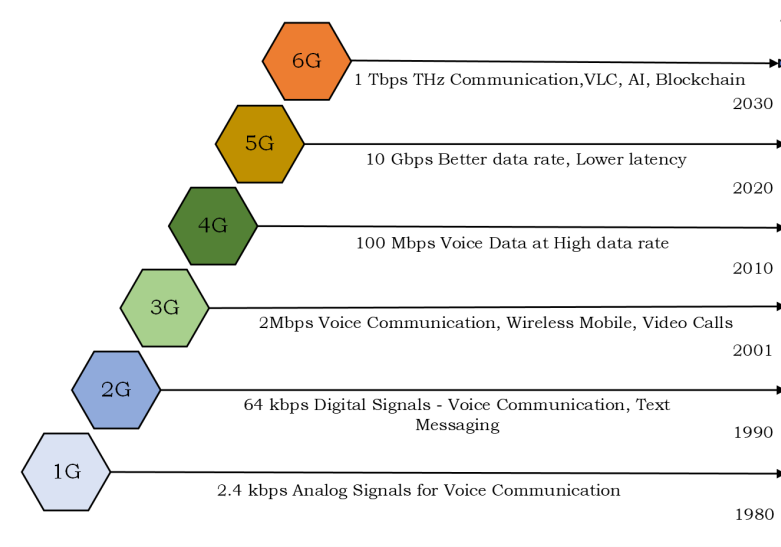 6G
1 Tbps THz Communication,VLC, AI, Blockchain
2030
5G
10 Gbps Better data rate, Lower latency
2020
4G
100 Mbps Voice Data at High data rate
2010
3G
2Mbps Voice Communication, Wireless Mobile, Video Calls
2001
2G
64 kbps Digital Signals - Voice Communication, Text
Messaging
1990
1G
2.4 kbps Analog Signals for Voice Communication
1980